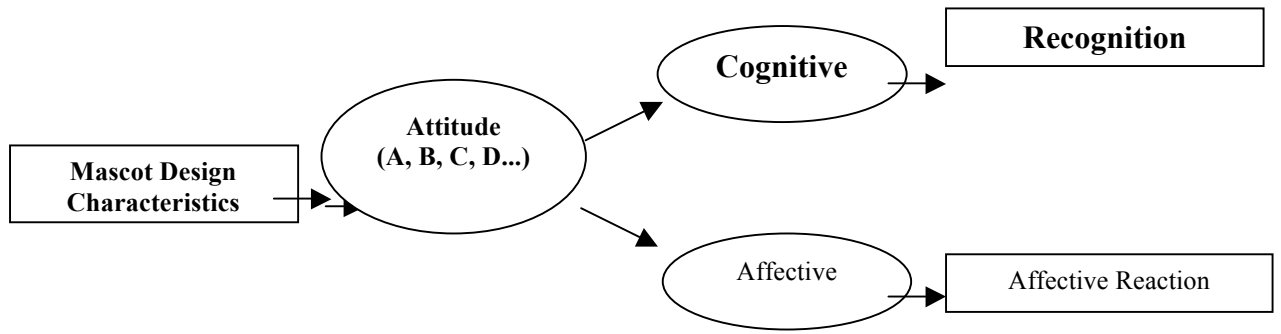 Mascot Design
Characteristics
Attitude
(A, B, C, D...)
Cognitive
Recognition
Affective
Affective Reaction